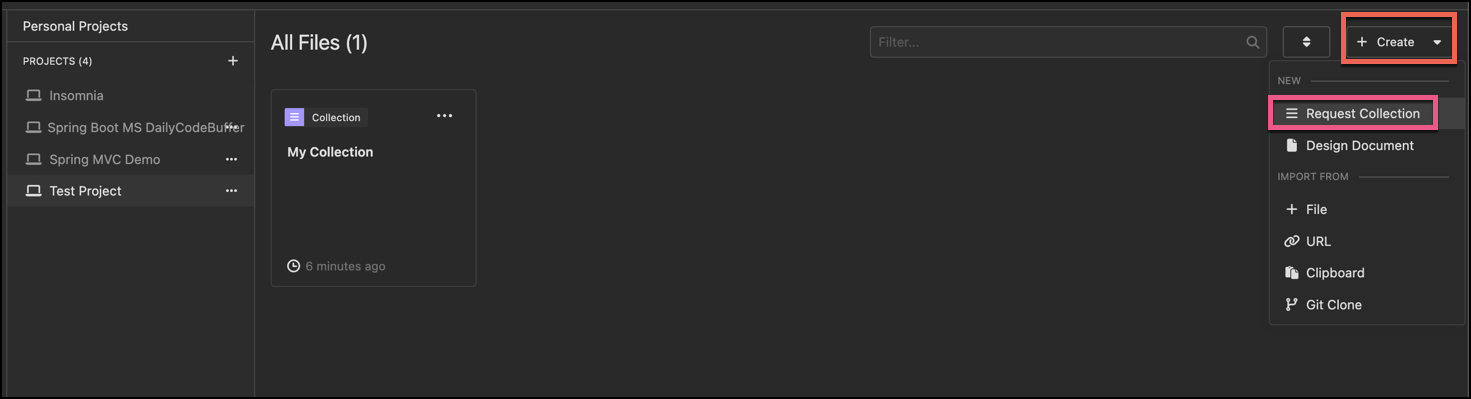 Personal Projects
PROJECTS (4)
Insomnia
Spring Boot MS DailyCodeBuffer
Spring MVC Demo
Test Project
All Files (1)
Filter...
Create
Collection
My Collection
6 minutes ago
NEW
Request Collection
Design Document
IMPORT FROM
File
URL
Clipboard
Git Clone